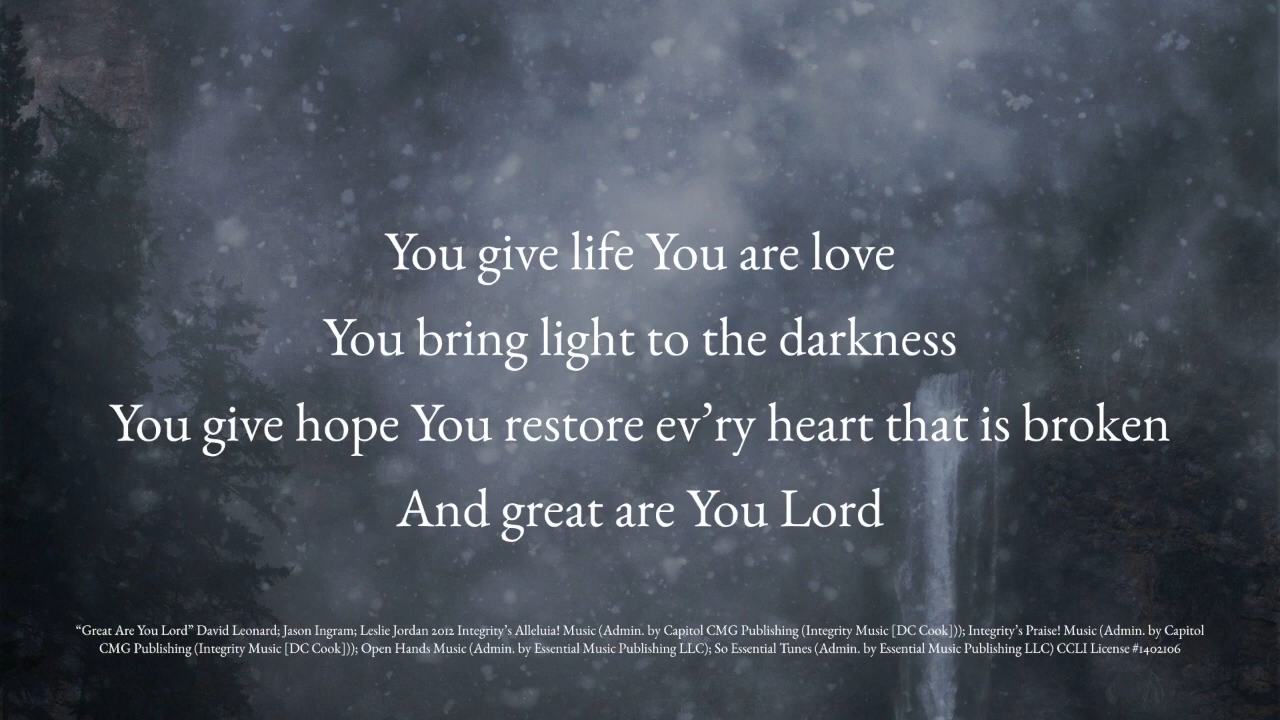 You give life You are love
You bring light to the darkness
You give hope You restore ev’ry heart that is broken
And great are You Lord
“Great Are You Lord” David Leonard; Jason Ingram; Leslie Jordan 2012 Integrity’s Alleluia! Music (Admin. by Capitol CMG Publishing (Integrity Music [DC Cook])); Integrity’s Praise! Music (Admin. by Capitol
CMG Publishing (Integrity Music [DC Cook])); Open Hands Music (Admin. by Essential Music Publishing LLC); So Essential Tunes (Admin. by Essential Music Publishing LLC) CCLI License #1402106